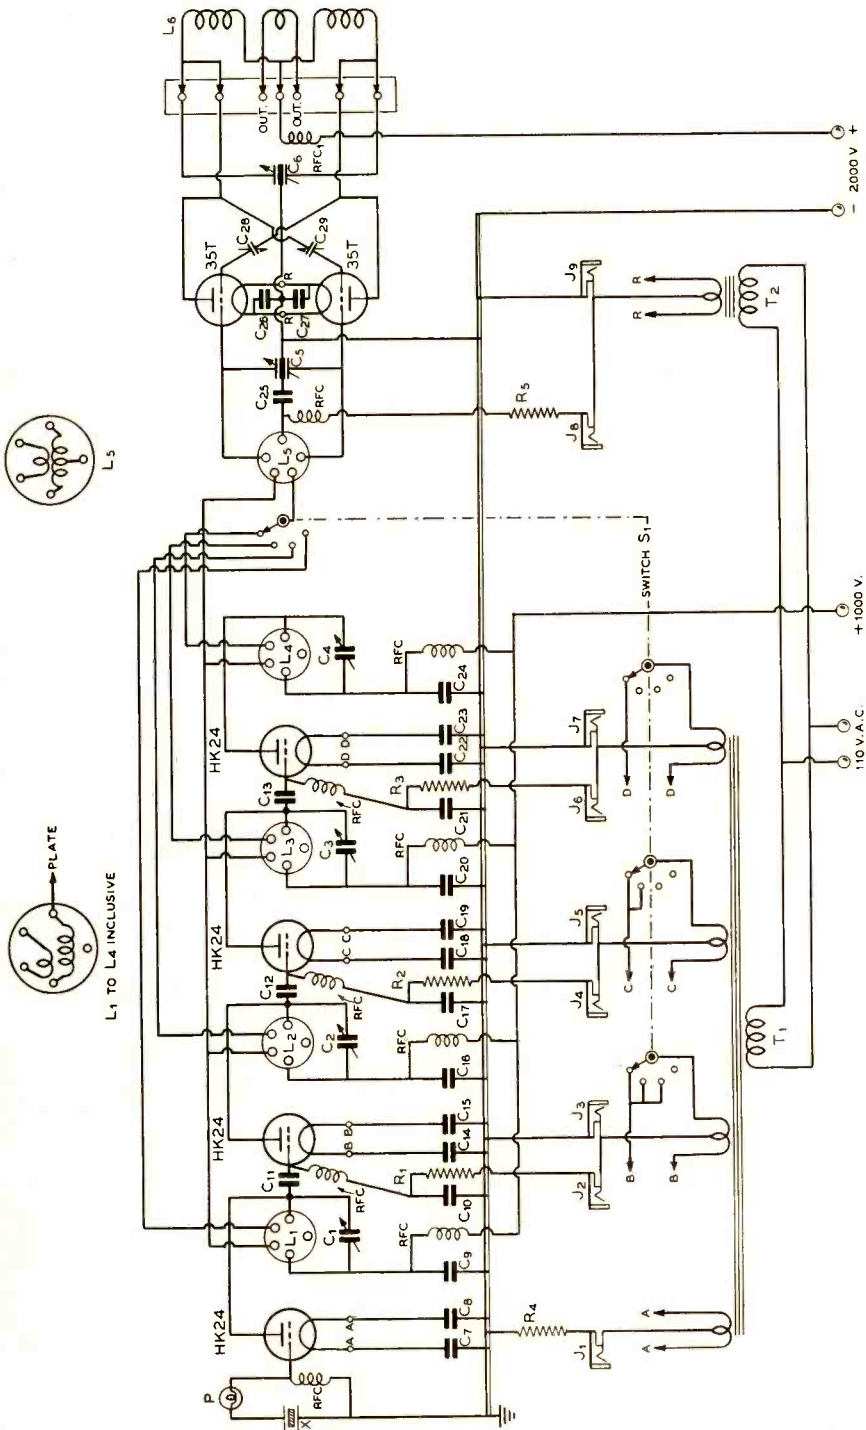 L5
L1 TO L4 INCLUSIVE
PLATE
P
X
RFC
HK24
A A
C7
C8
L1
C1
C9
RFC
C11
RFC
HK24
R1
C10
B B
C14
C15
L2
C2
C16
RFC
C12
RFC
HK24
R2
C17
C C
C18
C19
L3
C3
C20
RFC
C13
RFC
HK24
R3
C21
D D
C22
C23
L4
C4
C24
RFC
L5
RFC
C25
C5
35T
35T
C26
C27
R
R
C28
C29
C6
RFC1
OUT.
OUT.
L6
R4
J1
J2
J3
J4
J5
J6
J7
R5
J8
J9
SWITCH S1
A
A
B
B
C
C
D
D
R
R
T1
T2
110 V. A.C.
+1000 V.
- 2000 V +